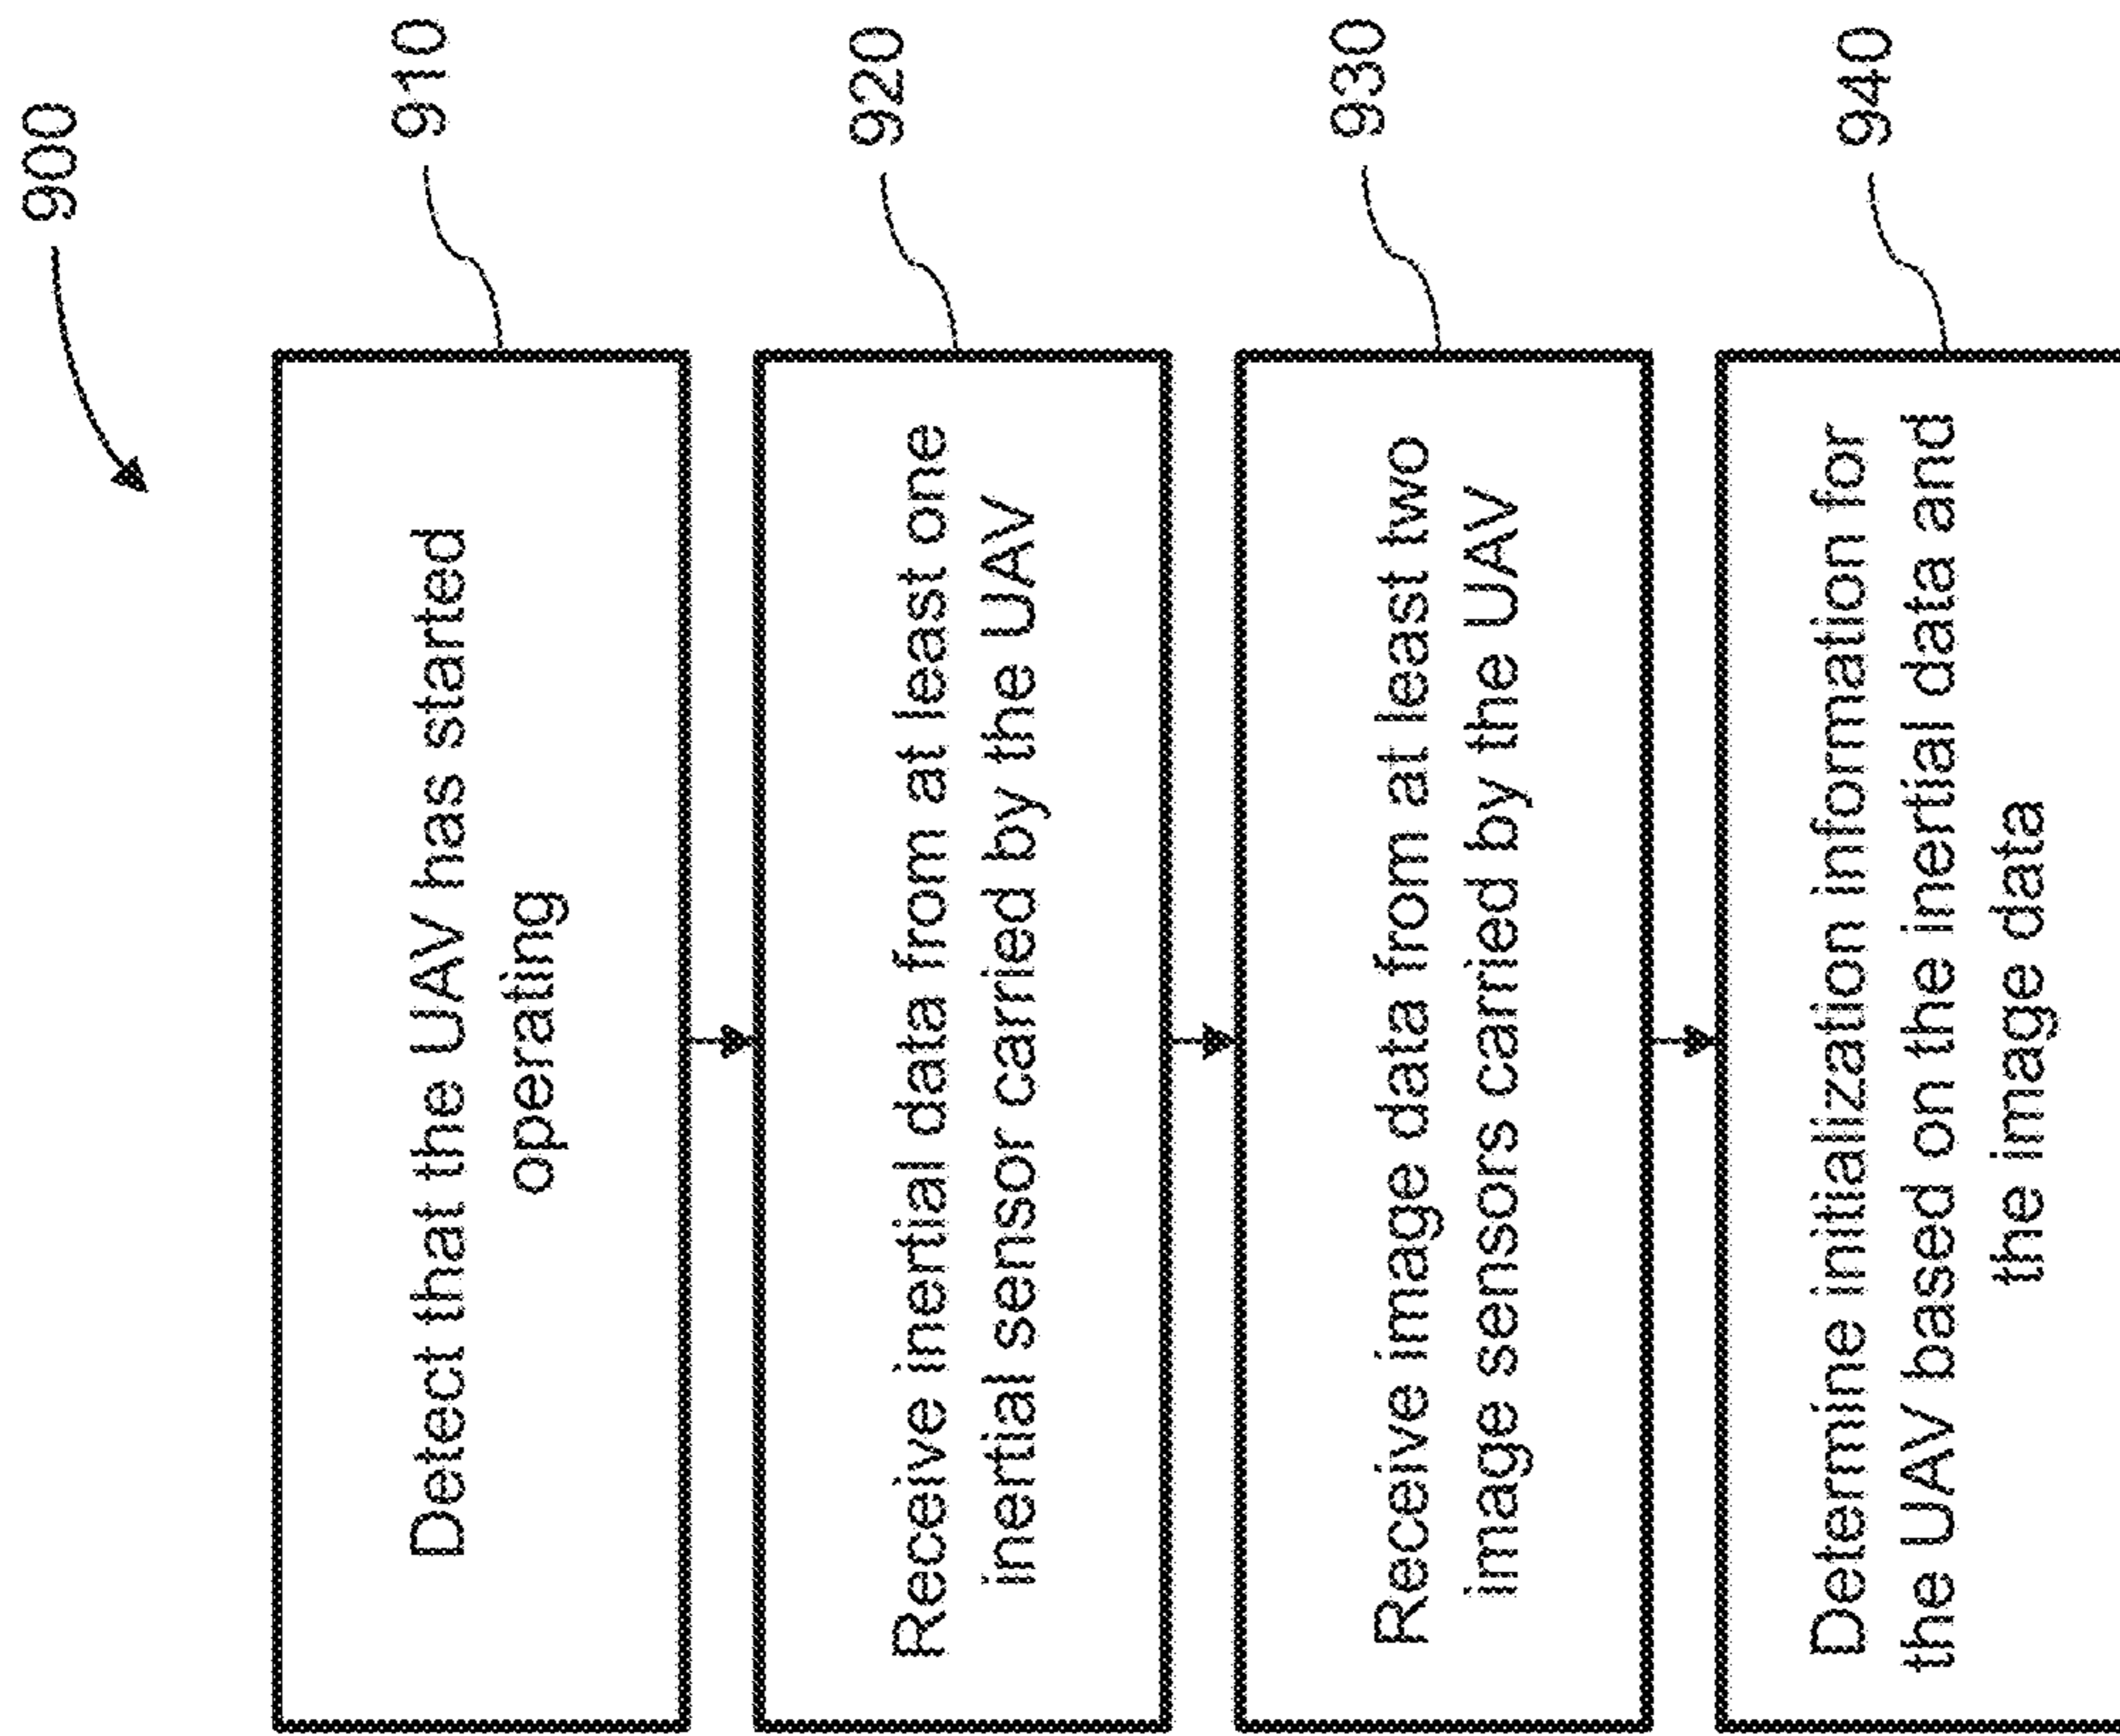 900
Detect that the UAV has started
operating
910
Receive inertial data from at least one
inertial sensor carried by the UAV
920
Receive image data from at least two
image sensors carried by the UAV
930
Determine initialization information for
the UAV based on the inertial data and
the image data
940